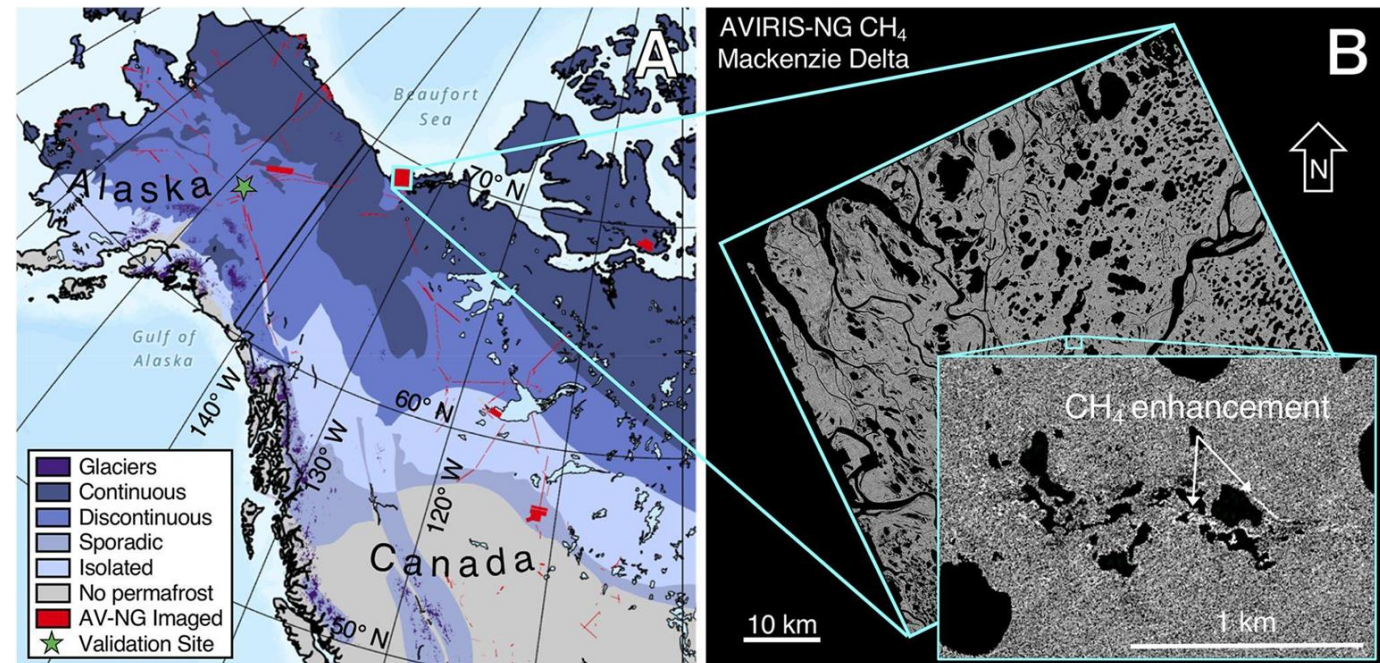 A
Beaufort
Sea
Alaska
70° N
Gulf of
Alaska
140° W
130° W
60° N
120° W
Canada
50° N
Glaciers
Continuous
Discontinuous
Sporadic
Isolated
No permafrost
AV-NG Imaged
Validation Site
AVIRIS-NG CH₄
Mackenzie Delta
B
N
CH₄ enhancement
10 km
1 km